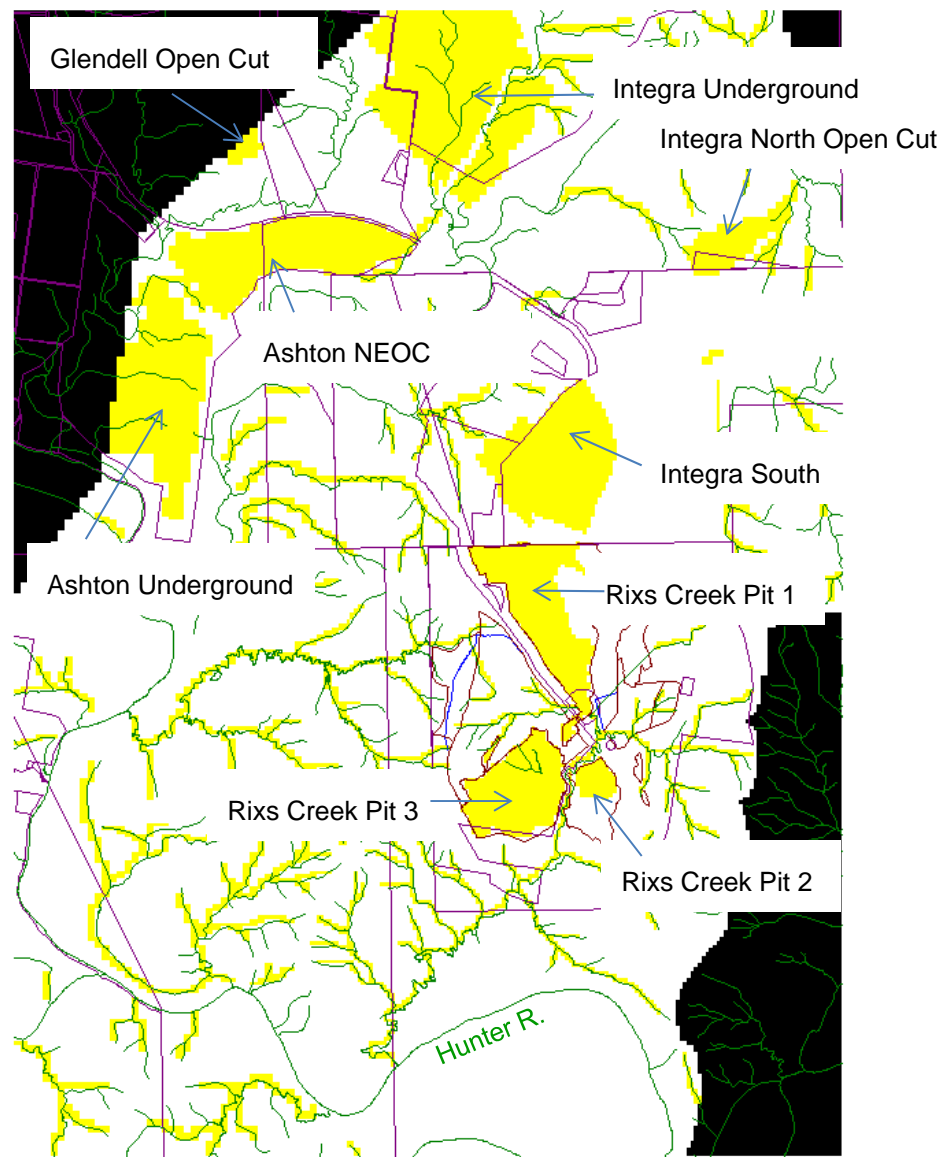 Glendell Open Cut
Integra Underground
Integra North Open Cut
Ashton NEOC
Integra South
Ashton Underground
Rixs Creek Pit 1
Rixs Creek Pit 3
Rixs Creek Pit 2
Hunter R.